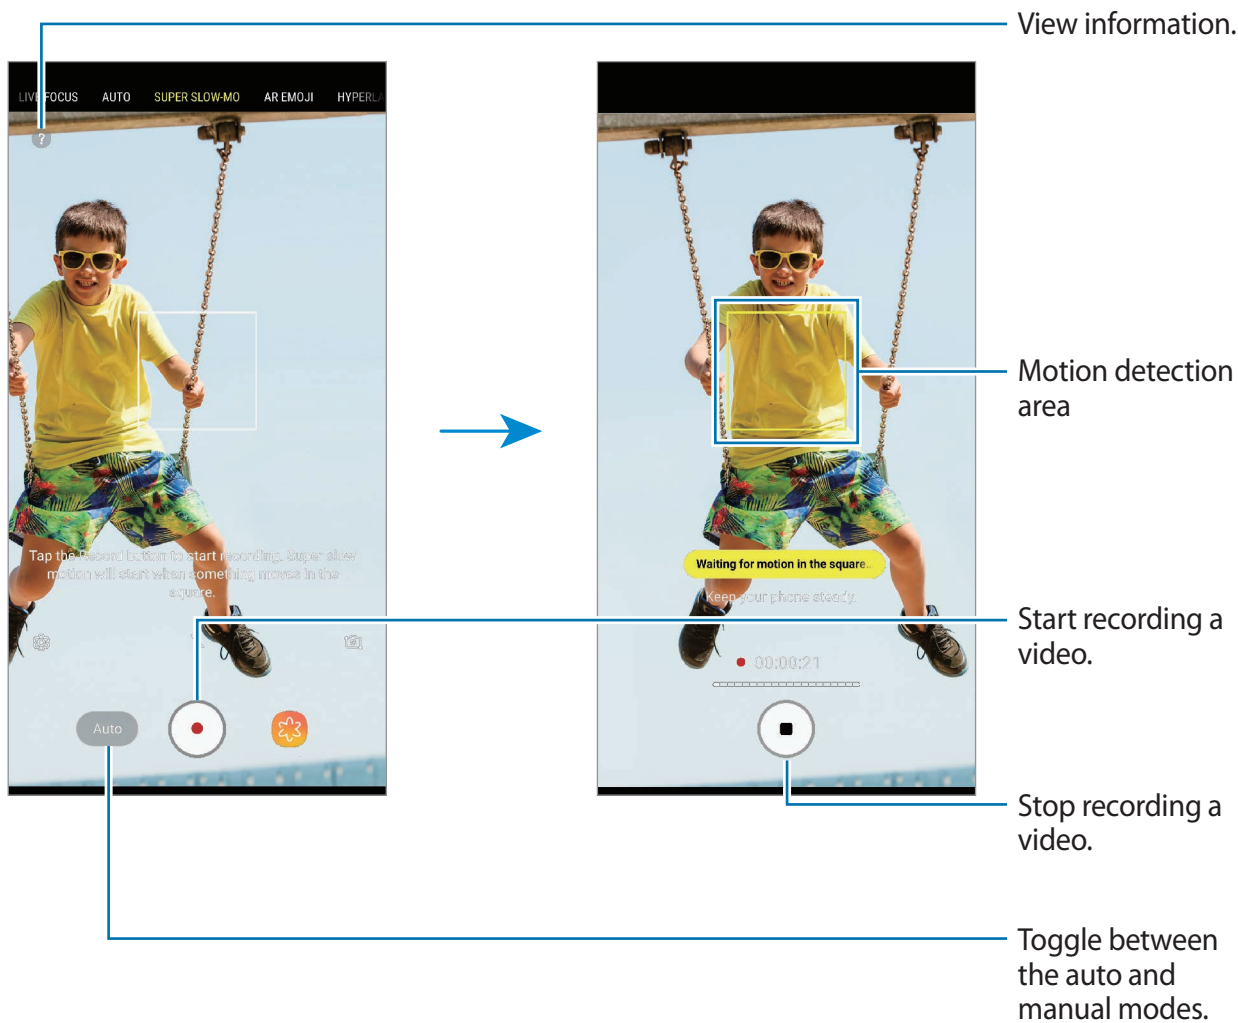 View information.
LIVE FOCUS AUTO SUPER SLOW-MO AR EMOJI HYPERLA
?
Motion detection
area
Tap the Record button to start recording. Super slow
motion will start when something moves in the
square.
Waiting for motion in the square..
Keep your phone steady.
Start recording a
video.
00:00:21
Auto
Stop recording a
video.
Toggle between
the auto and
manual modes.